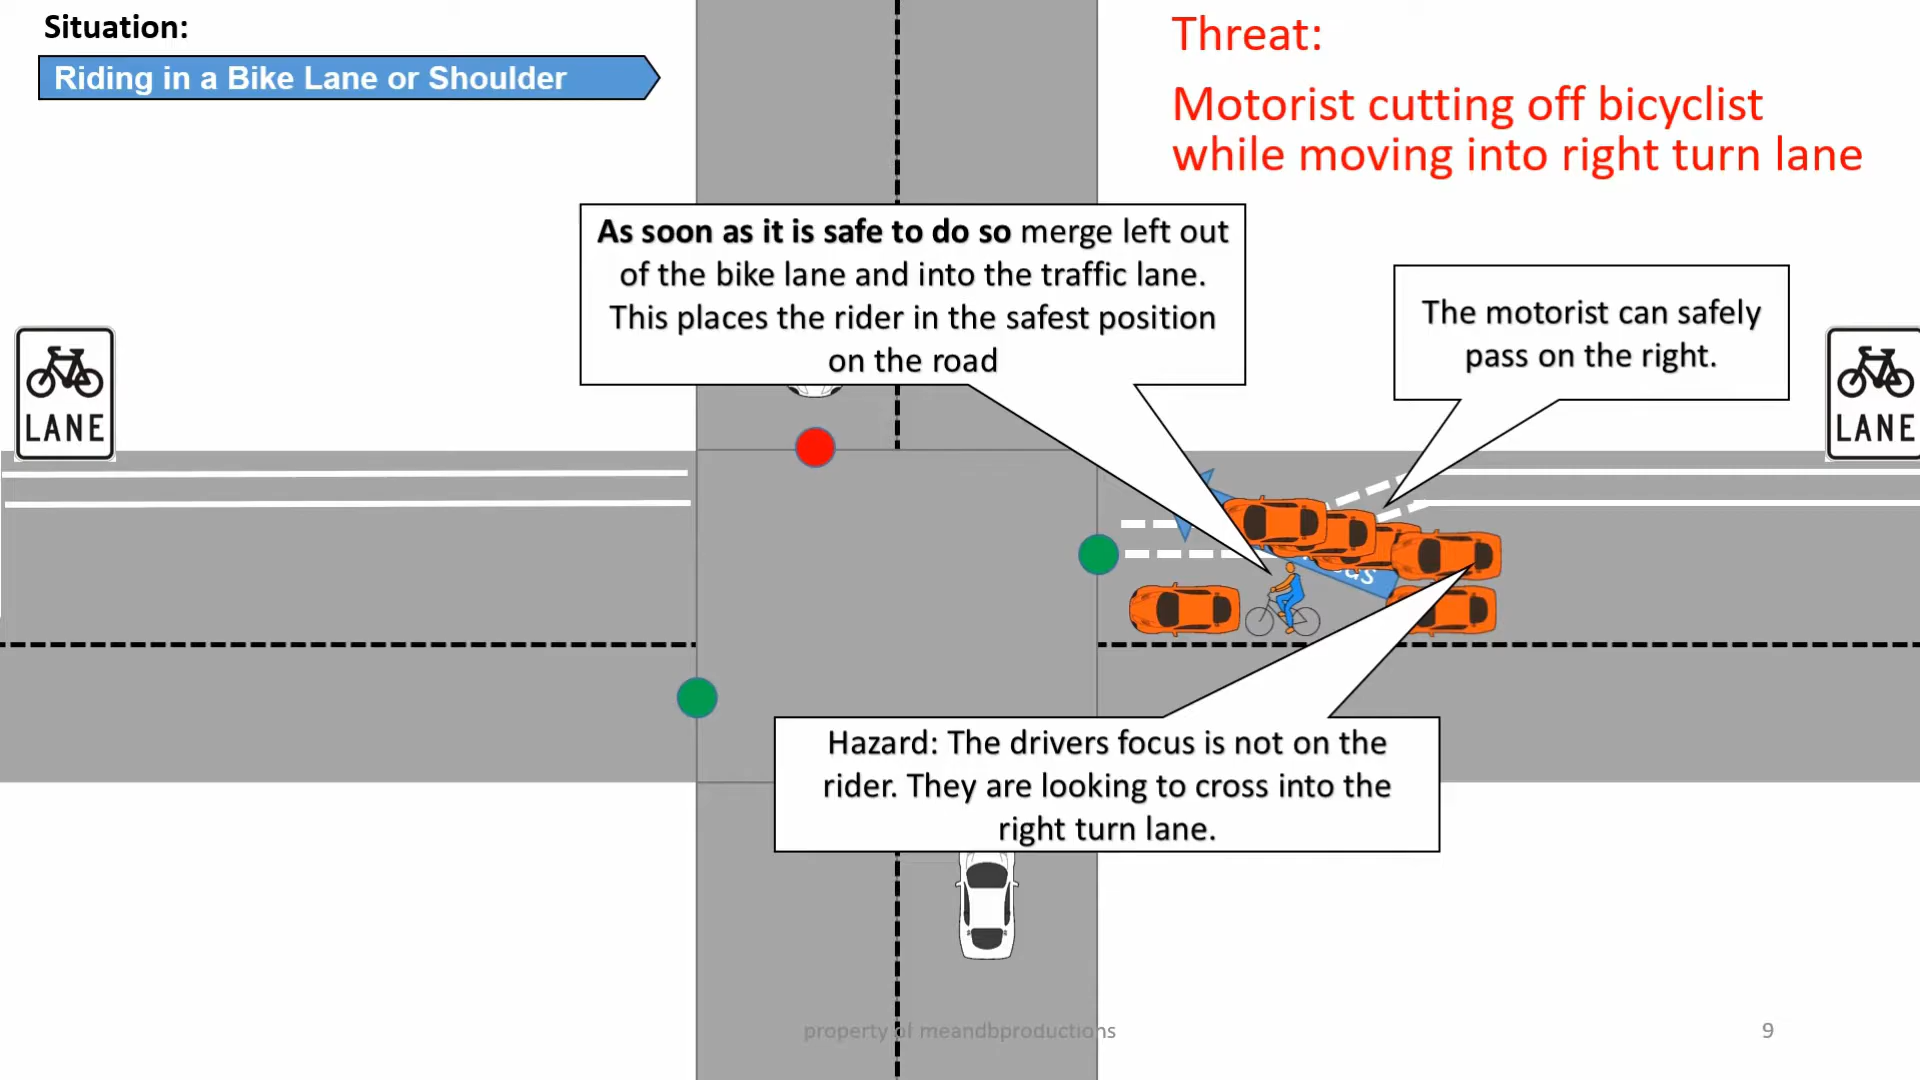 Situation:
Riding in a Bike Lane or Shoulder
Threat:
Motorist cutting off bicyclist
while moving into right turn lane
As soon as it is safe to do so merge left out
of the bike lane and into the traffic lane.
This places the rider in the safest position
on the road
The motorist can safely
pass on the right.
LANE
LANE
Hazard: The drivers focus is not on the
rider. They are looking to cross into the
right turn lane.
property of meandbproductions
9